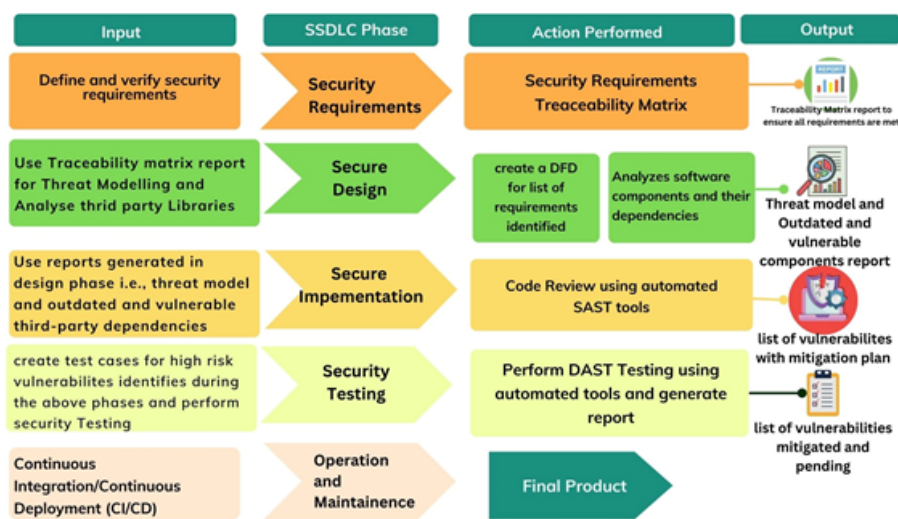 Input
SSDLC Phase
Action Performed
Output
Define and verify security
requirements
Security
Requirements
Security Requirements
Treaceability Matrix
REPORT
Traceability Matrix report to
ensure all requirements are met
Use Traceability matrix report
for Threat Modelling and
Analyse thrid party Libraries
Secure
Design
create a DFD
for list of
requirements
identified
Analyzes software
components and their
dependencies
Threat model and
Outdated and
vulnerable
components report
Use reports generated in
design phase i.e., threat model
and outdated and vulnerable
third-party dependencies
Secure
Impementation
Code Review using automated
SAST tools
list of vulnerabilites
with mitigation plan
create test cases for high risk
vulnerabilites identifies during
the above phases and perform
security Testing
Security
Testing
Perform DAST Testing using
automated tools and generate
report
list of vulnerabilities
mitigated and
pending
Continuous
Integration/Continuous
Deployment (CI/CD)
Operation
and
Maintainence
Final Product